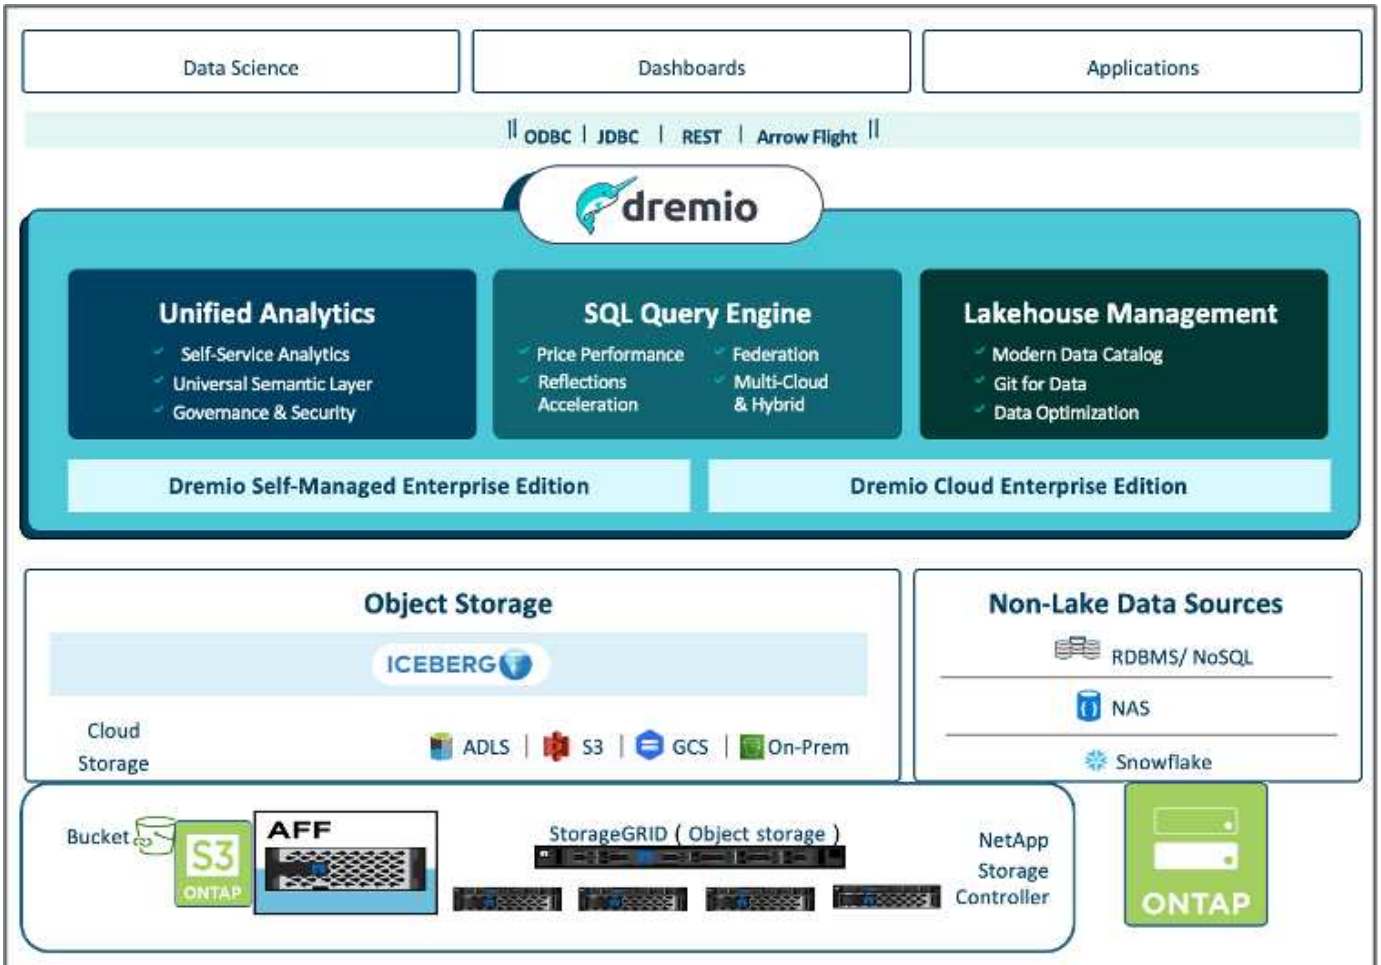 Data Science
Dashboards
Applications
ODBC | JDBC | REST | Arrow Flight
dremio
Unified Analytics
Self-Service Analytics
Universal Semantic Layer
Governance & Security
SQL Query Engine
Price Performance
Reflections
Acceleration
Federation
Multi-Cloud
& Hybrid
Lakehouse Management
Modern Data Catalog
Git for Data
Data Optimization
Dremio Self-Managed Enterprise Edition
Dremio Cloud Enterprise Edition
Object Storage
ICEBERG
Cloud
Storage
ADLS | S3 | GCS | On-Prem
Non-Lake Data Sources
RDBMS/ NoSQL
NAS
Snowflake
Bucket
S3
ONTAP
AFF
StorageGRID ( Object storage )
NetApp
Storage
Controller
ONTAP